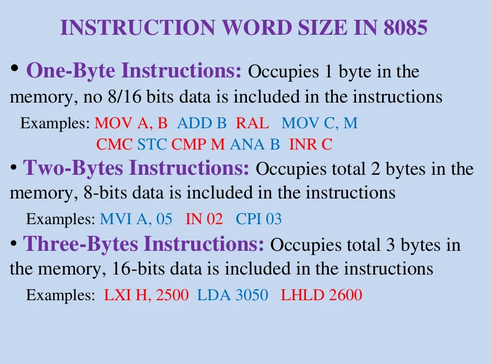 INSTRUCTION WORD SIZE IN 8085
• One-Byte Instructions: Occupies 1 byte in the
memory, no 8/16 bits data is included in the instructions
Examples: MOV A, B ADD B RAL MOV C, M
CMC STC CMP M ANA B INR C
• Two-Bytes Instructions: Occupies total 2 bytes in the
memory, 8-bits data is included in the instructions
Examples: MVI A, 05 IN 02 CPI 03
• Three-Bytes Instructions: Occupies total 3 bytes in
the memory, 16-bits data is included in the instructions
Examples: LXI H, 2500 LDA 3050 LHLD 2600